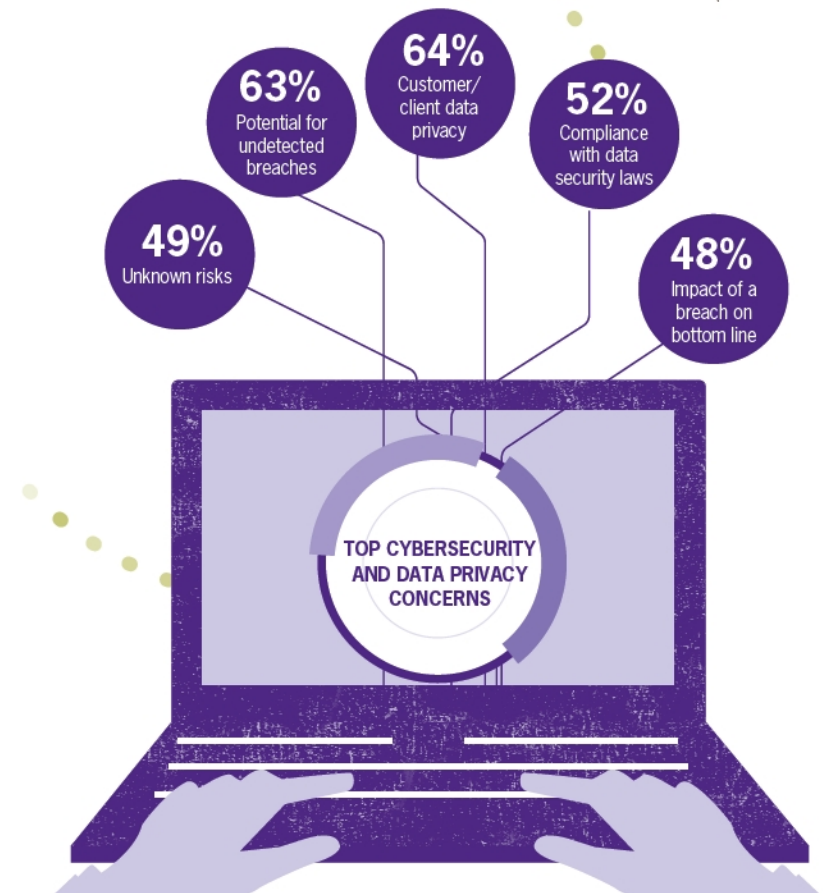 64%
Customer/
client data
privacy
63%
Potential for
undetected
breaches
52%
Compliance
with data
security laws
49%
Unknown risks
48%
Impact of a
breach on
bottom line
TOP CYBERSECURITY
AND DATA PRIVACY
CONCERNS